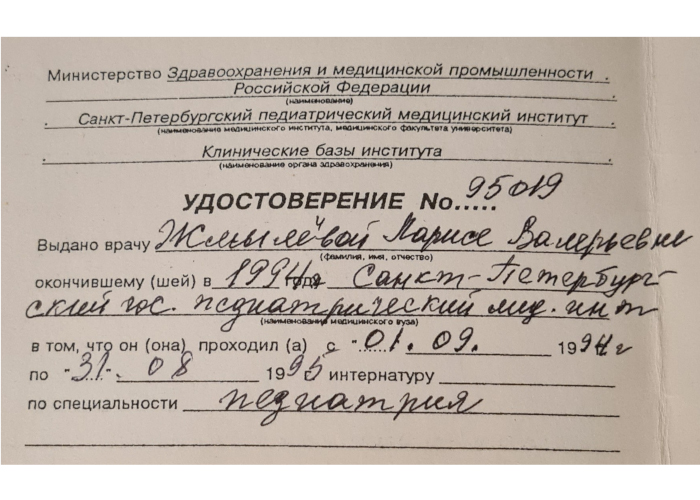 Министерство Здравоохранения и медицинской промышленности
Российской Федерации
(наименование)
Санкт-Петербургский педиатрический медицинский институт
(наименование медицинского института, медицинского факультета университета)
Клинические базы института
(наименование органа здравоохранения)
УДОСТОВЕРЕНИЕ No..... 95019
Выдано врачу Жмылёвой Ларисе Валерьевне
(фамилия, имя, отчество)
окончившему (шей) в 1994 году Санкт-Петербург-
ский гос. педиатрический мед. инт
(наименование медицинского вуза)
в том, что он (она) проходил (а) с "01. 09. 1994 г
по "31" 08 1995 интернатуру
по специальности педиатрия